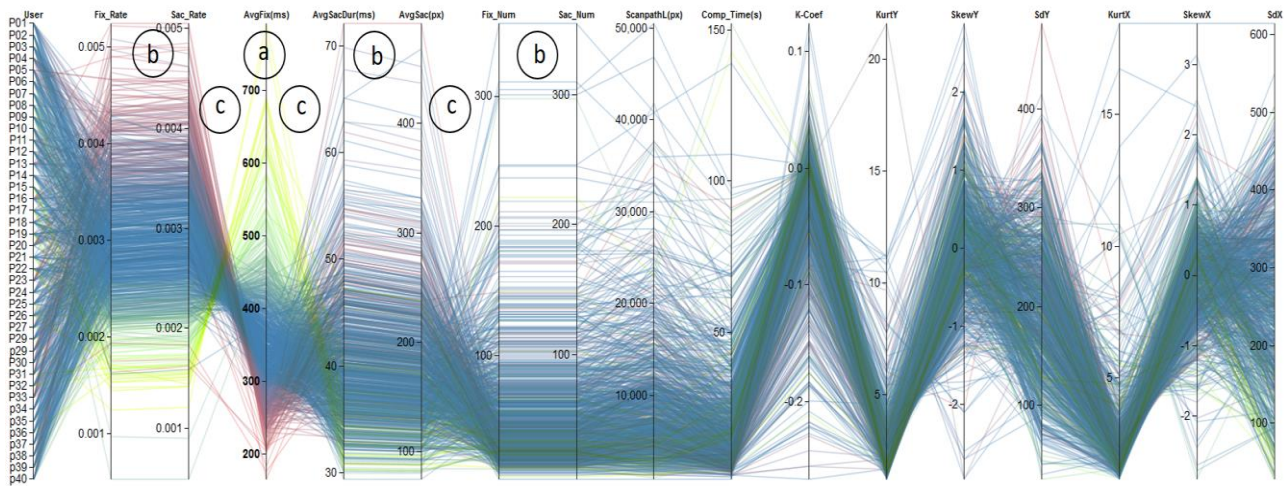 User Fix_Rate Sac_Rate AvgFix(ms) AvgSacDur(ms) AvgSac(px) Fix_Num Sac_Num ScanpathL(px) Comp_Time(s) K-Coef KurtY SkewY SdY KurtX SkewX SdX
P01
P02
P03
P04
P05
P06
P07
P08
P09
P10
P11
P12
P13
P14
P15
P16
P17
P18
P19
P20
P21
P22
P23
P24
P25
P26
P27
P29
P29
P30
P31
P32
P33
p34
p35
p36
p37
p38
p39
p40
0.005
0.004
0.003
0.002
0.001
0.005
0.004
0.003
0.002
0.001
700
600
500
400
300
200
70
60
50
40
30
400
300
200
100
300
200
100
300
200
100
50,000
40,000
30,000
20,000
10,000
150
100
50
0.1
0.0
-0.1
-0.2
20
15
10
5
2
1
0
-1
-2
400
300
200
100
15
10
5
3
2
1
0
-1
-2
600
500
400
300
200
100
b
a
b
b
c
c
c